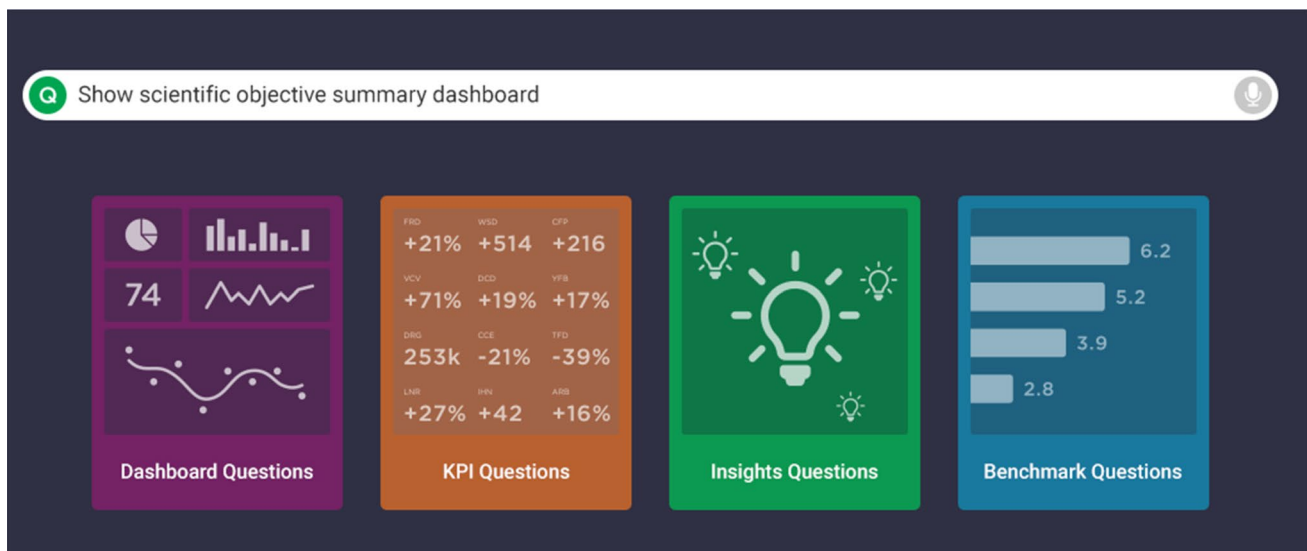 Q Show scientific objective summary dashboard
74
Dashboard Questions
FRD WSD CFP
+21% +514 +216
VCV DCD YFB
+71% +19% +17%
DRG CCE TFD
253k -21% -39%
LNR IHN ARB
+27% +42 +16%
KPI Questions
Insights Questions
6.2
5.2
3.9
2.8
Benchmark Questions